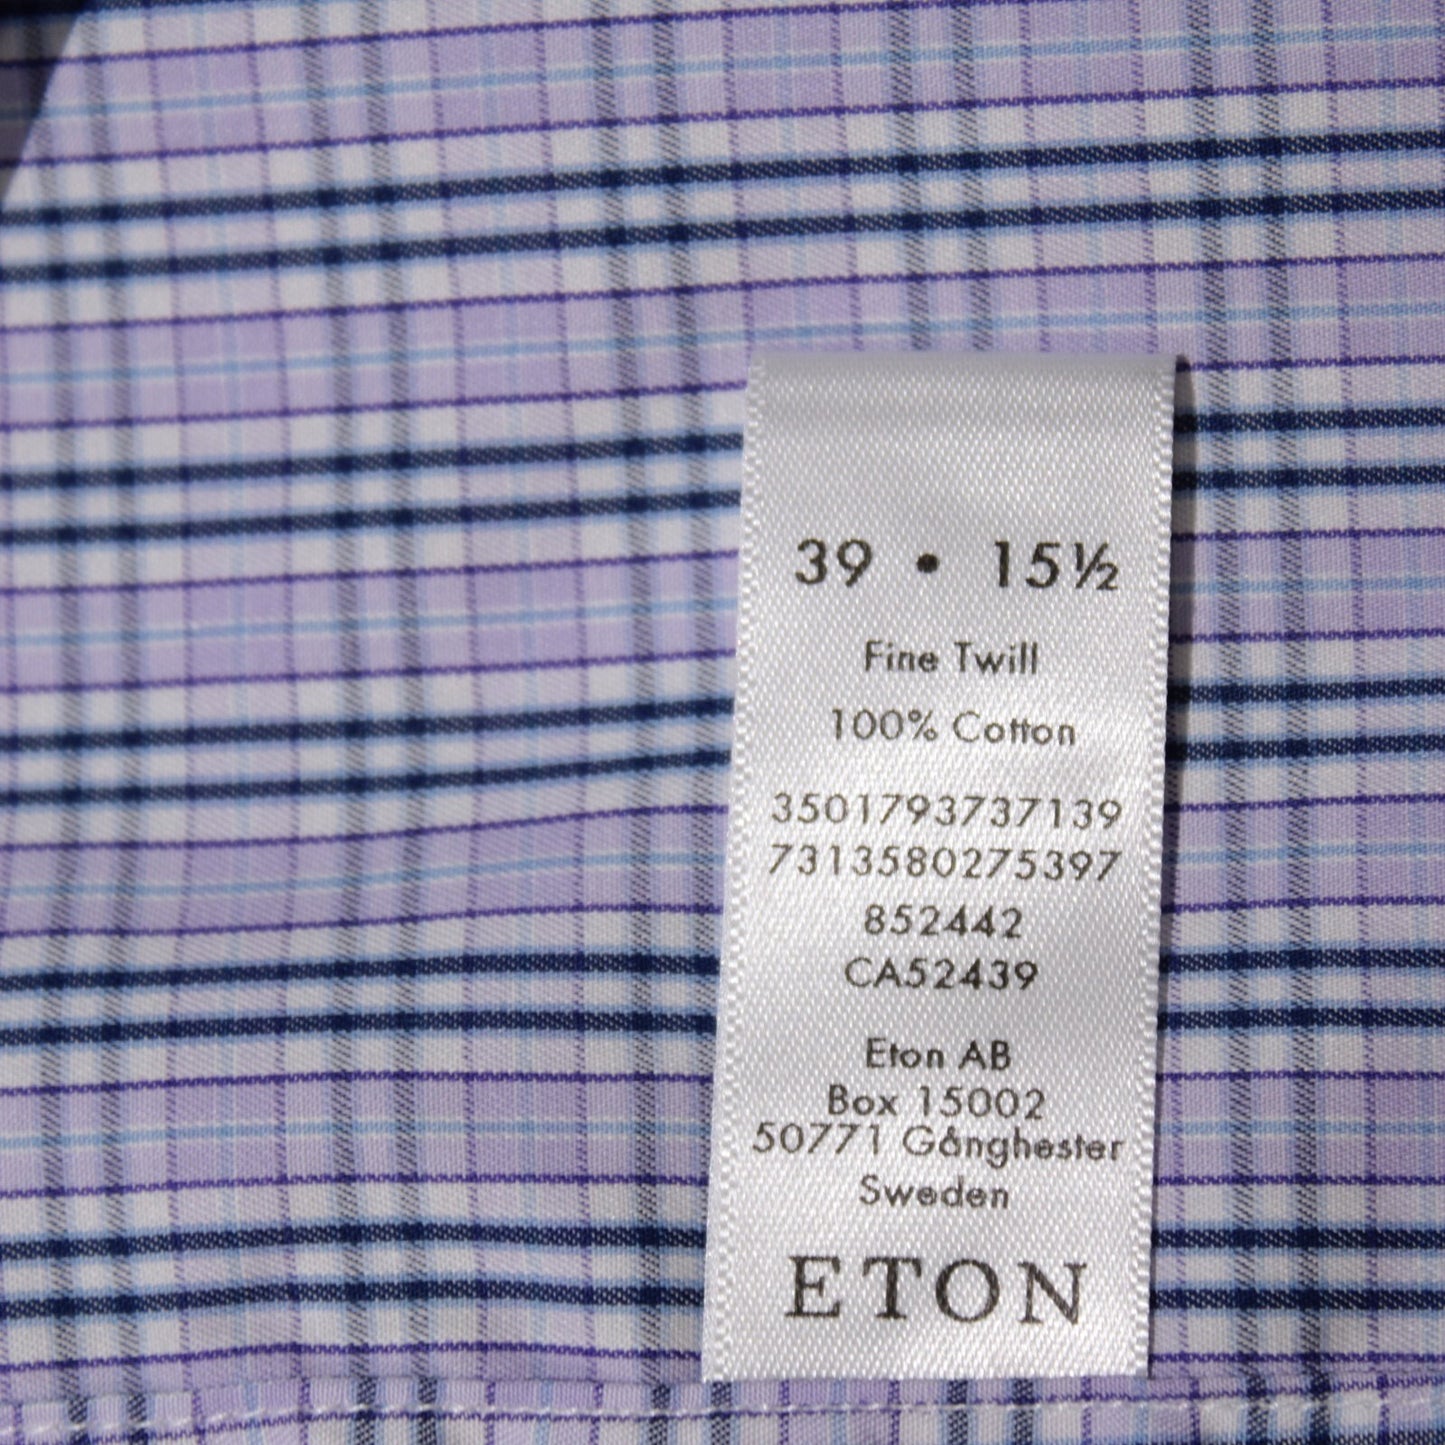 39 • 15½
Fine Twill
100% Cotton
3501793737139
7313580275397
852442
CA52439
Eton AB
Box 15002
50771 Gånghester
Sweden
ETON